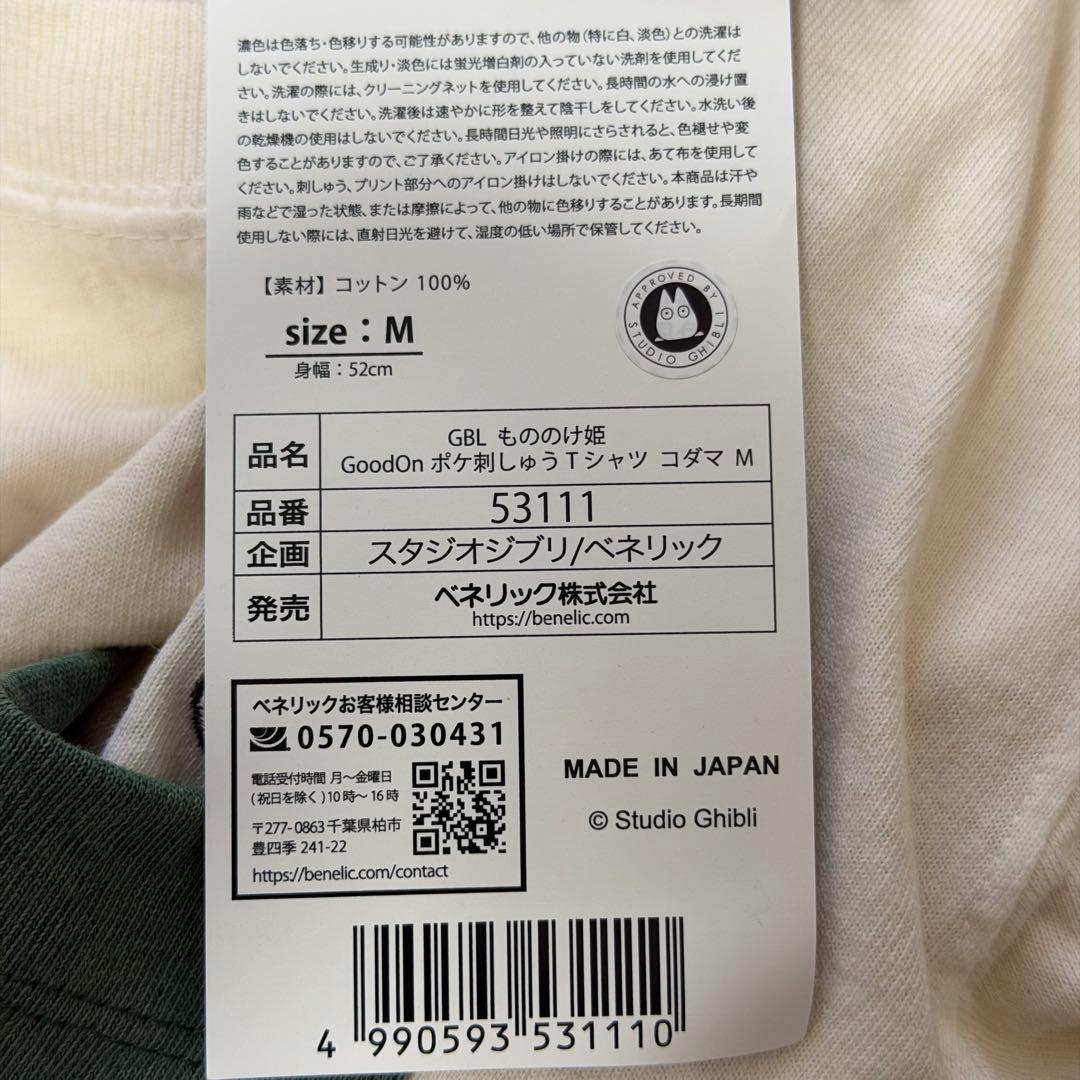 濃色は色落ち・色移りする可能性がありますので、他の物（特に白、淡色）との洗濯は
しないでください。生成り・淡色には蛍光増白剤の入っていない洗剤を使用してくだ
さい。洗濯の際には、クリーニングネットを使用してください。長時間の水への浸け置
きはしないでください。洗濯後は速やかに形を整えて陰干しをしてください。水洗い後
の乾燥機の使用はしないでください。長時間日光や照明にさらされると、色褪せや変
色することがありますので、ご了承ください。アイロン掛けの際には、あて布を使用して
ください。刺しゅう、プリント部分へのアイロン掛けはしないでください。本商品は汗や
雨などで湿った状態、または摩擦によって、他の物に色移りすることがあります。長期間
使用しない際には、直射日光を避けて、湿度の低い場所で保管してください。
【素材】コットン 100%
size：M
身幅：52cm
APPROVED BY STUDIO GHIBLI
品名
GBL もののけ姫
GoodOn ポケ刺しゅうTシャツ コダマ M
品番 53111
企画 スタジオジブリ/ベネリック
発売
ベネリック株式会社
https://benelic.com
ベネリックお客様相談センター
0570-030431
電話受付時間 月～金曜日
(祝日を除く)10時～16時
〒277-0863千葉県柏市
豊四季241-22
https://benelic.com/contact
MADE IN JAPAN
© Studio Ghibli
4 990593 531110